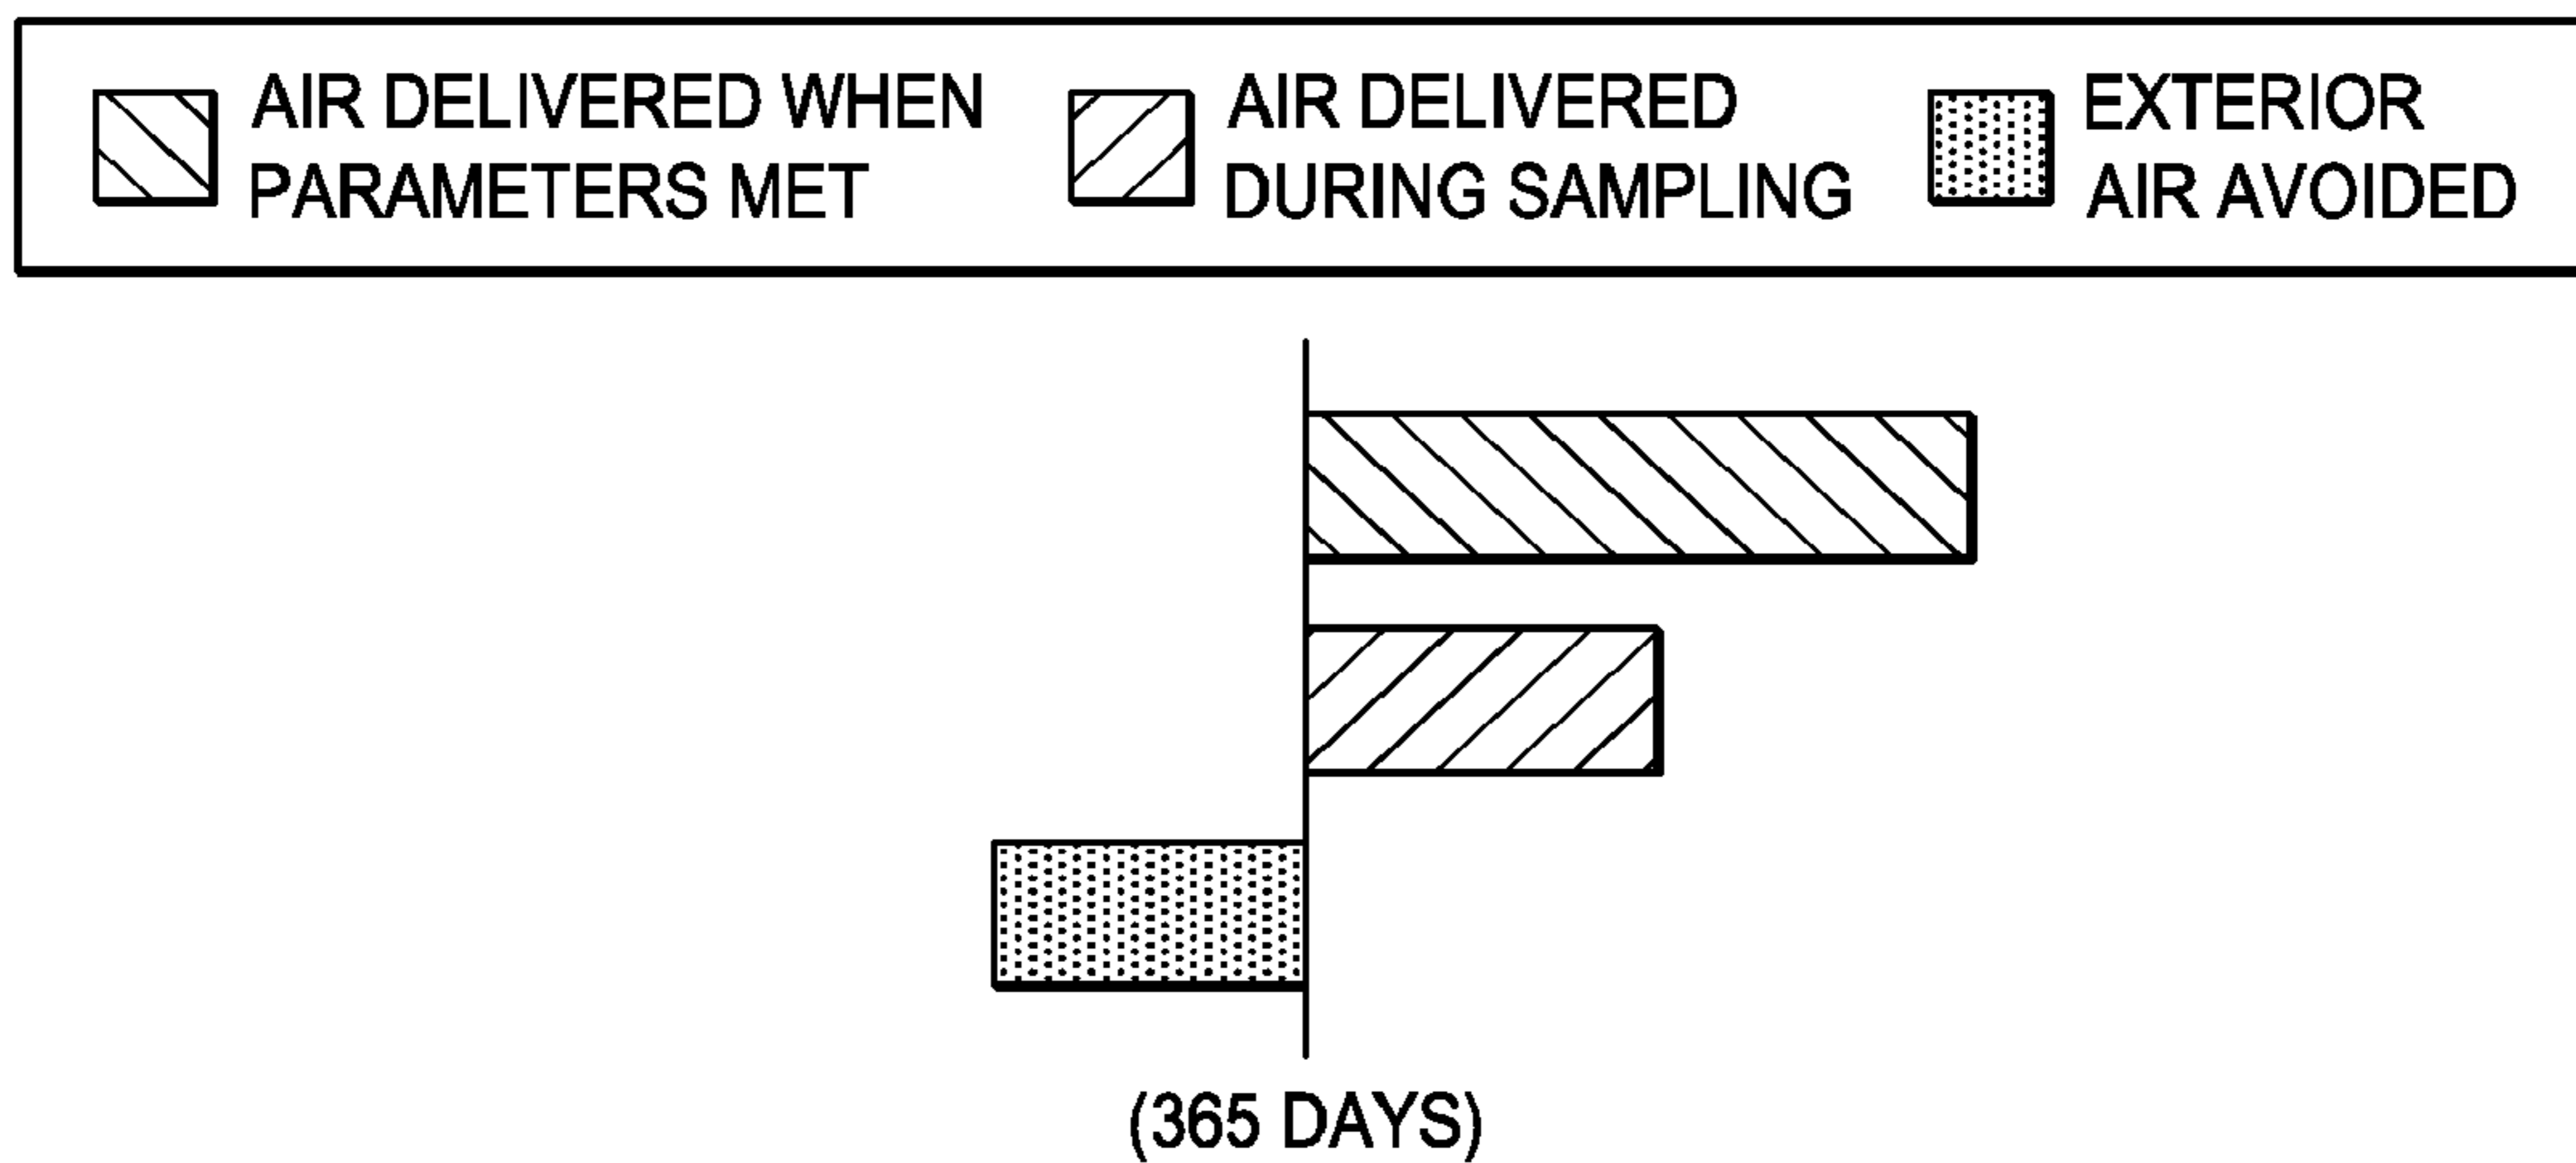 AIR DELIVERED WHEN
PARAMETERS MET
AIR DELIVERED
DURING SAMPLING
EXTERIOR
AIR AVOIDED
(365 DAYS)